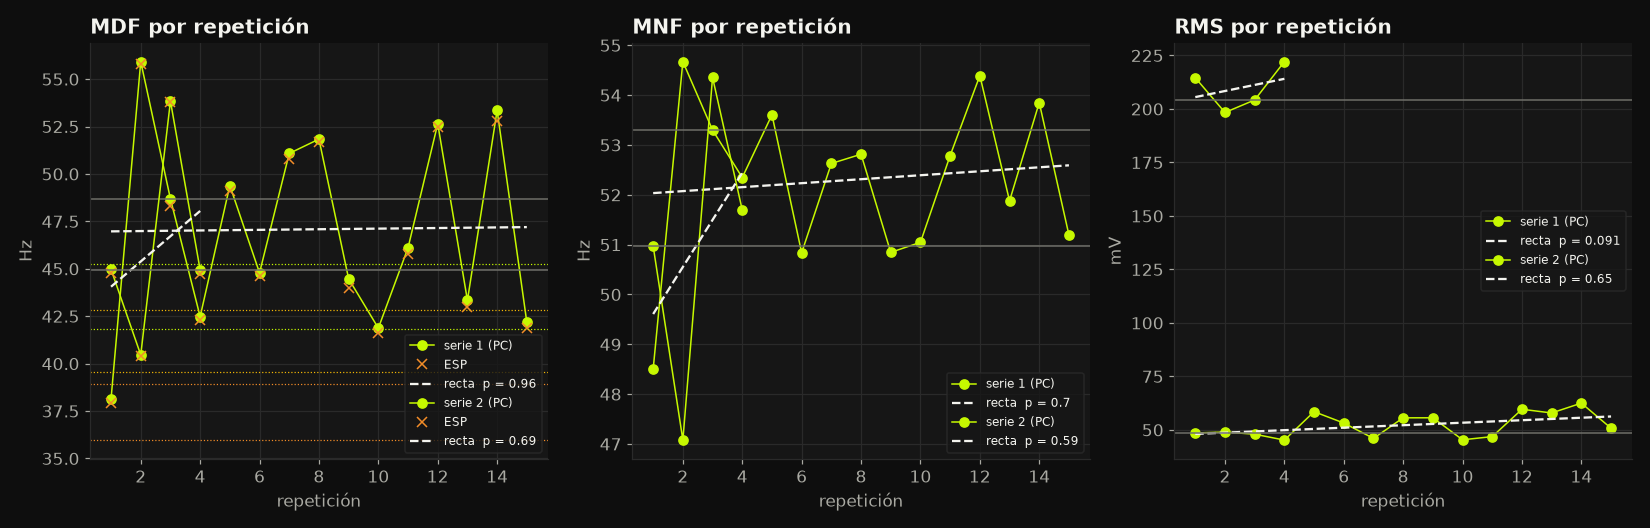 MDF por repetición
55.0
52.5
50.0
47.5
45.0
42.5
40.0
37.5
35.0
Hz
2 4 6 8 10 12 14
repetición
serie 1 (PC)
ESP
recta p = 0.96
serie 2 (PC)
ESP
recta p = 0.69
MNF por repetición
55
54
53
52
51
50
49
48
47
Hz
2 4 6 8 10 12 14
repetición
serie 1 (PC)
recta p = 0.7
serie 2 (PC)
recta p = 0.59
RMS por repetición
225
200
175
150
125
100
75
50
mV
2 4 6 8 10 12 14
repetición
serie 1 (PC)
recta p = 0.091
serie 2 (PC)
recta p = 0.65